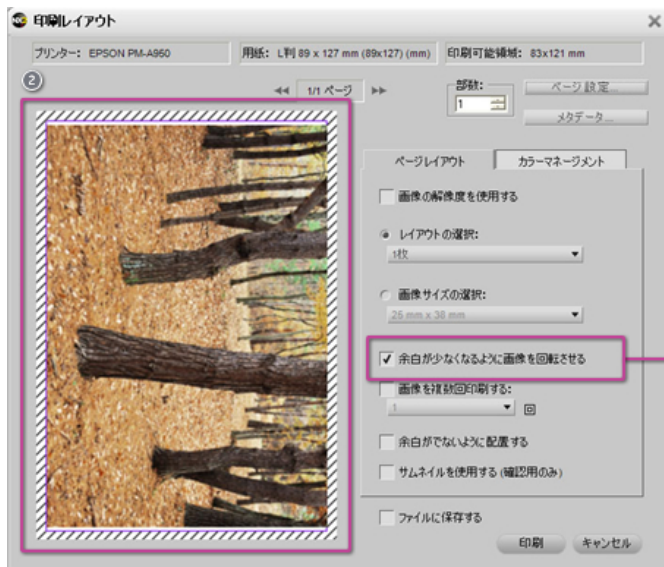 印刷レイアウト
プリンター: EPSON PM-A960
用紙: L判 89 x 127 mm (89x127) (mm)
印刷可能領域: 83x121 mm
2
1/1 ページ
部数:
1
ページ設定...
メタデータ...
ページレイアウト
カラーマネージメント
画像の解像度を使用する
レイアウトの選択:
1枚
画像サイズの選択:
26 mm x 38 mm
余白が少なくなるように画像を回転させる
画像を複数回印刷する:
1
余白がでないように配置する
サムネイルを使用する (確認用のみ)
ファイルに保存する
印刷
キャンセル